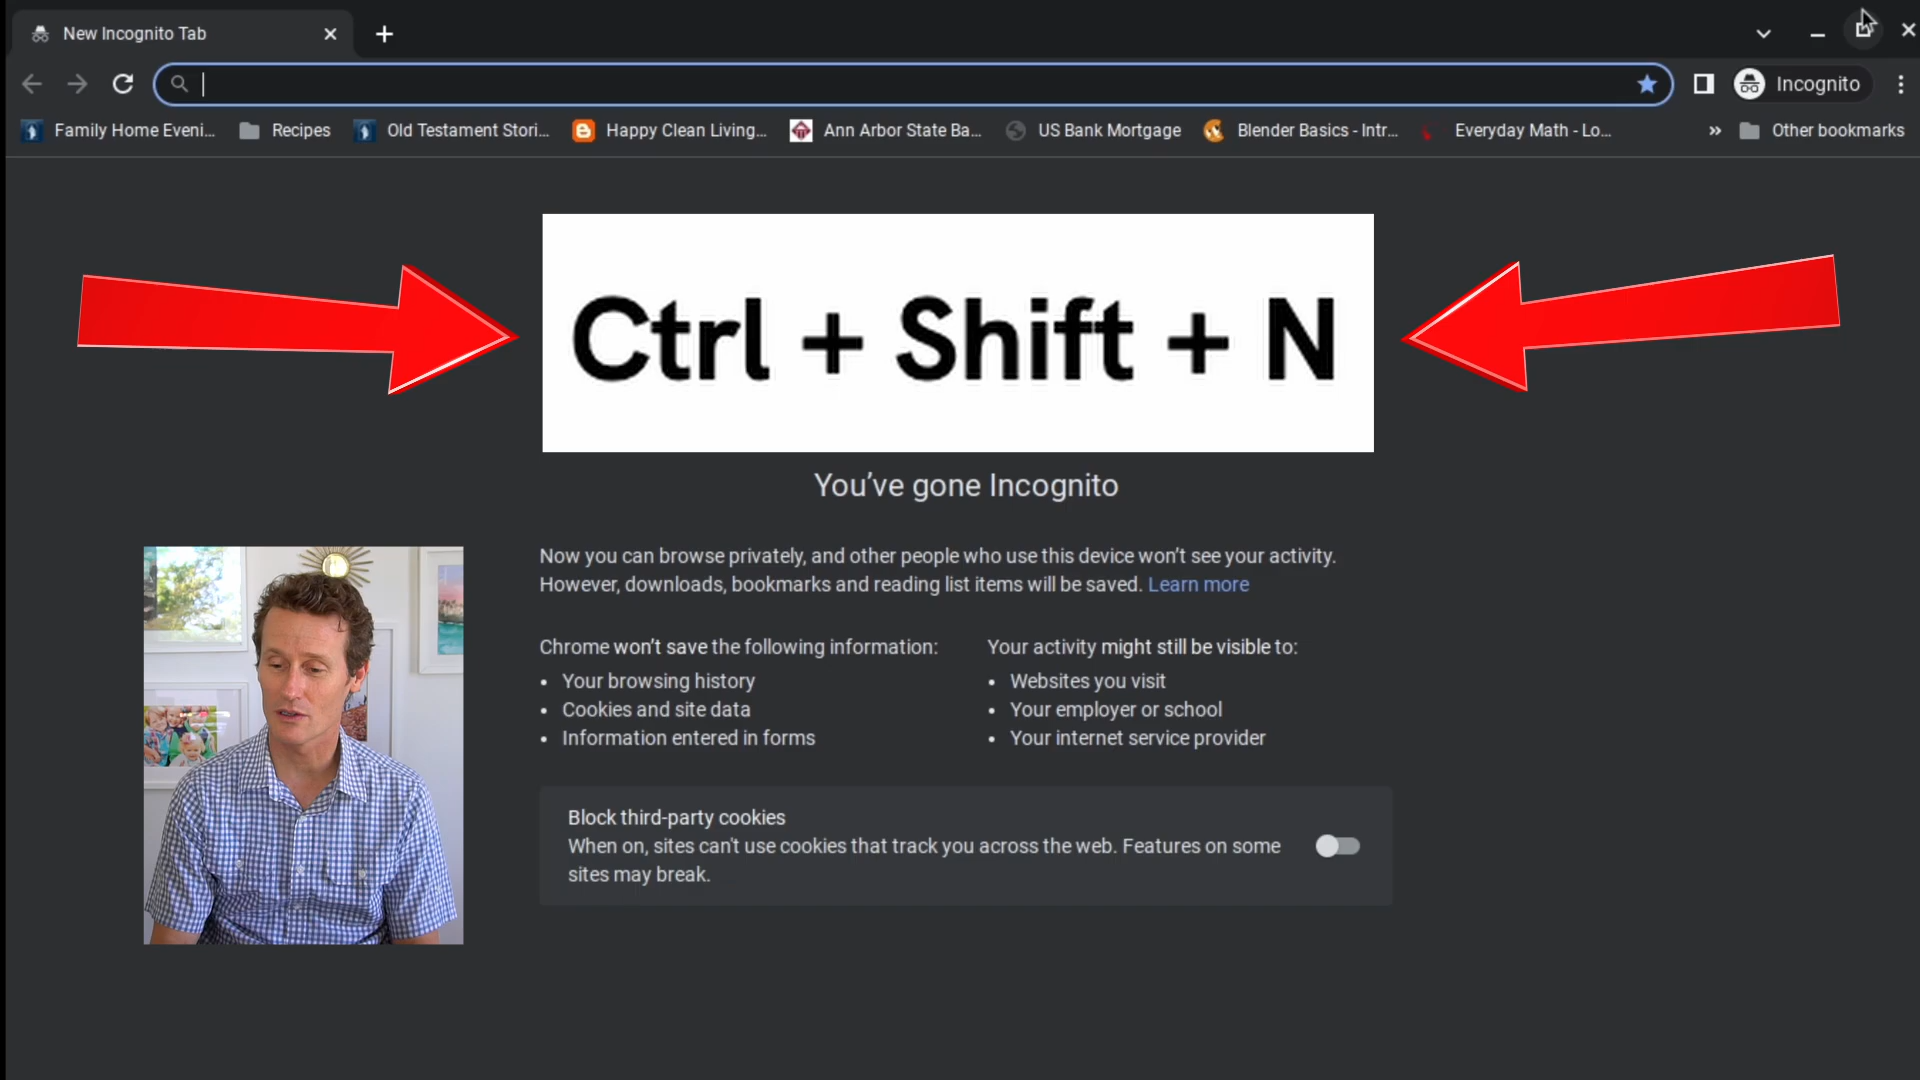 New Incognito Tab
Incognito
Family Home Eveni...
Recipes
Old Testament Stori...
Happy Clean Living...
Ann Arbor State Ba...
US Bank Mortgage
Blender Basics - Intr...
Everyday Math - Lo...
»
Other bookmarks
Ctrl + Shift + N
You’ve gone Incognito
Now you can browse privately, and other people who use this device won’t see your activity.
However, downloads, bookmarks and reading list items will be saved. Learn more
Chrome won’t save the following information:
• Your browsing history
• Cookies and site data
• Information entered in forms
Your activity might still be visible to:
• Websites you visit
• Your employer or school
• Your internet service provider
Block third-party cookies
When on, sites can't use cookies that track you across the web. Features on some
sites may break.